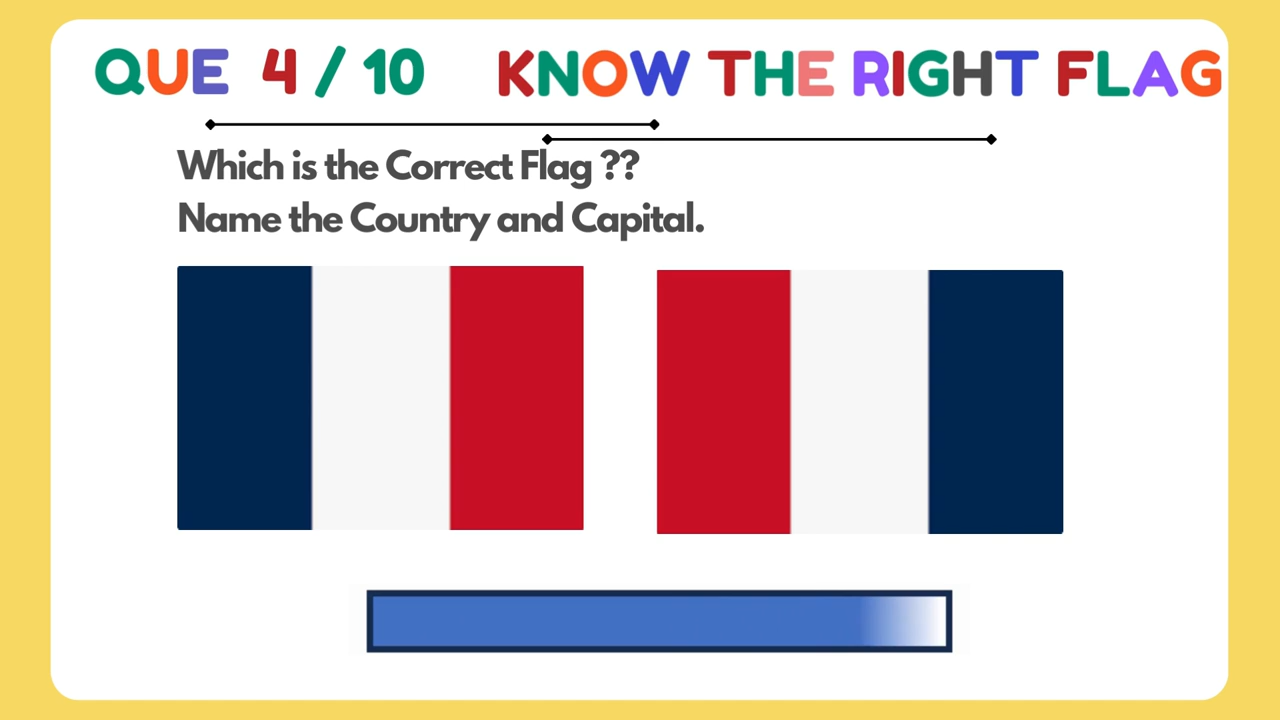 QUE 4 / 10 KNOW THE RIGHT FLAG
Which is the Correct Flag ??
Name the Country and Capital.